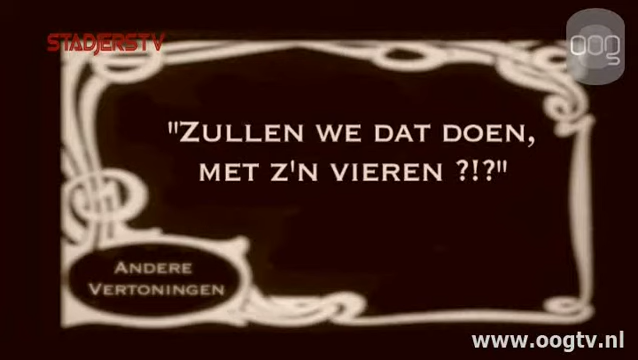 STADJERSTV
oog
"ZULLEN WE DAT DOEN,
MET Z'N VIEREN ?!?"
ANDERE
VERTONINGEN
www.oogtv.nl